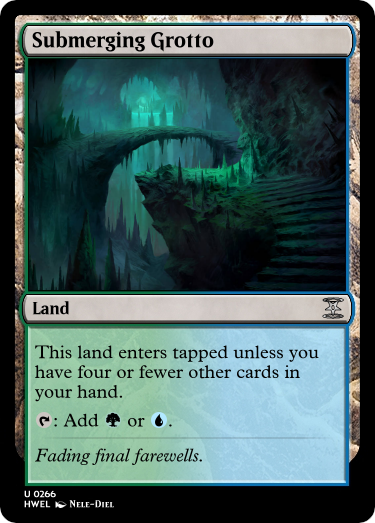 Submerging Grotto
Land
This land enters tapped unless you
have four or fewer other cards in
your hand.
: Add or .
Fading final farewells.
U 0266
HWEL Nele-Diel